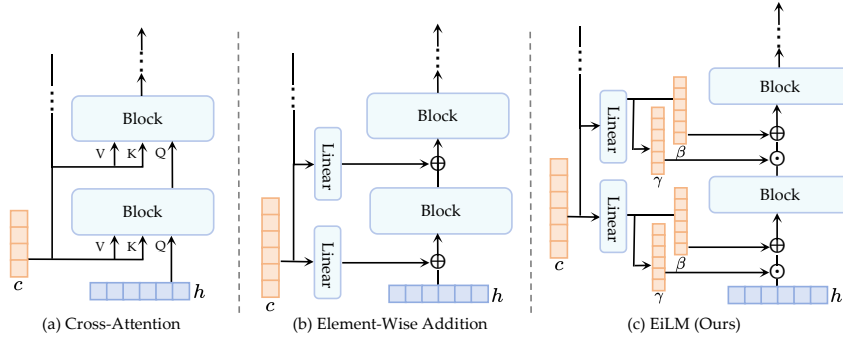 Block
V K Q
Block
V K Q
c
h
(a) Cross-Attention
Block
Linear
Block
Linear
c
h
(b) Element-Wise Addition
Block
Linear
β
γ
Block
Linear
β
γ
c
h
(c) EiLM (Ours)